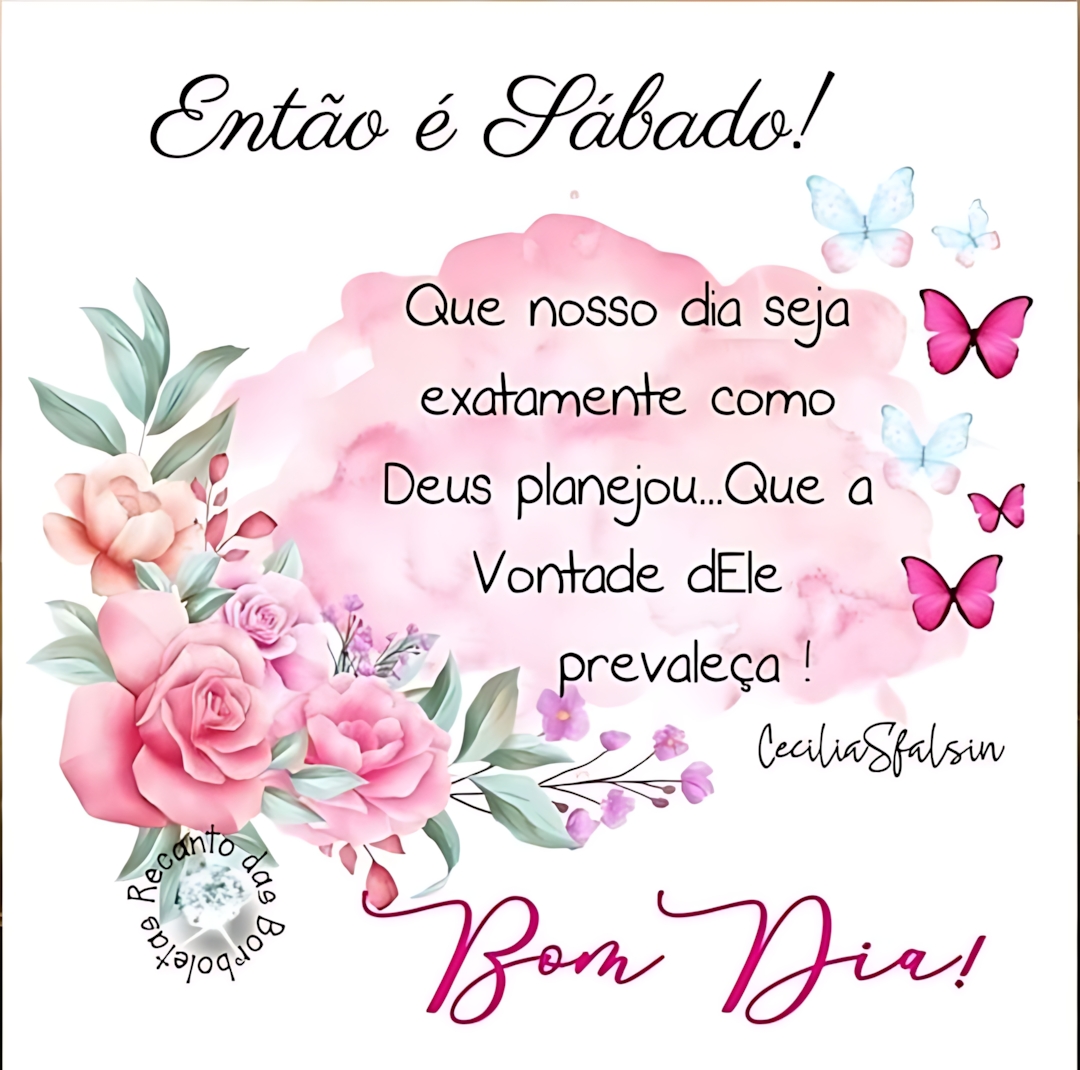 Então é Sábado!
Que nosso dia seja
exatamente como
Deus planejou...Que a
Vontade dEle
prevaleça !
CeciliaSfalsin
Recanto das Borboletas
Bom Dia!